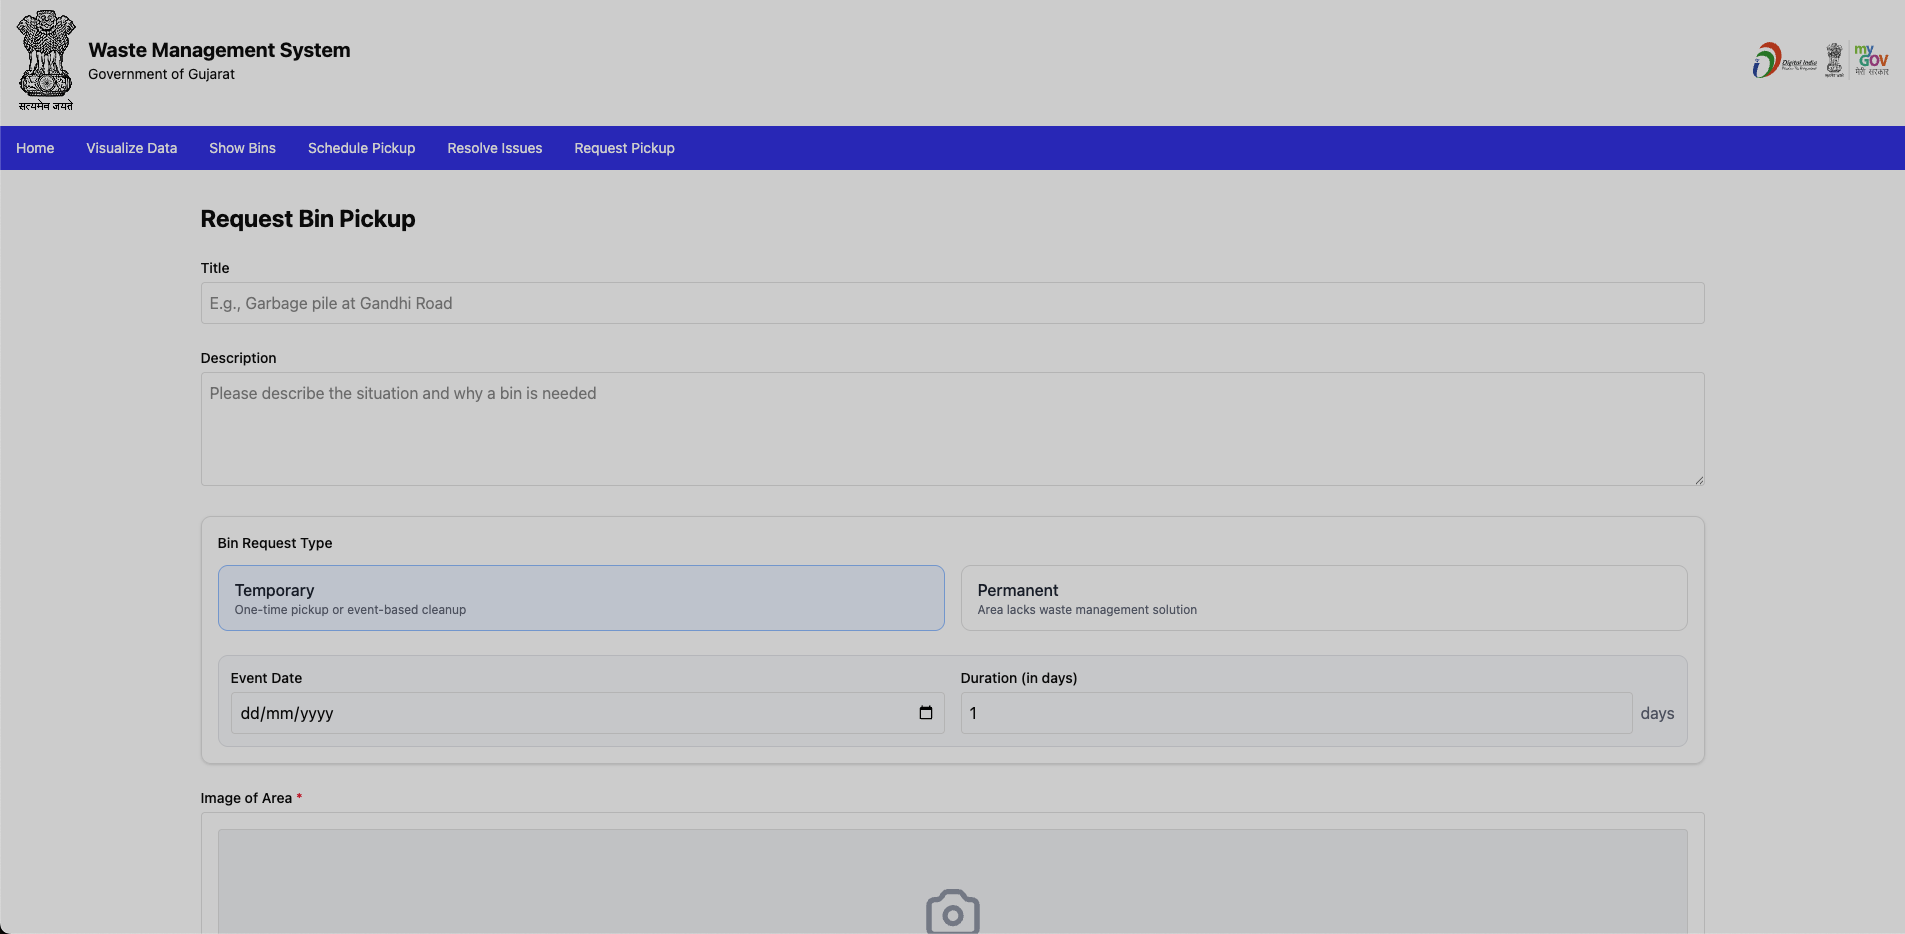 Waste Management System
Government of Gujarat
सत्यमेव जयते
Digital India
my
GOV
मेरी सरकार
Home
Visualize Data
Show Bins
Schedule Pickup
Resolve Issues
Request Pickup
Request Bin Pickup
Title
E.g., Garbage pile at Gandhi Road
Description
Please describe the situation and why a bin is needed
Bin Request Type
Temporary
One-time pickup or event-based cleanup
Permanent
Area lacks waste management solution
Event Date
dd/mm/yyyy
Duration (in days)
1
days
Image of Area *